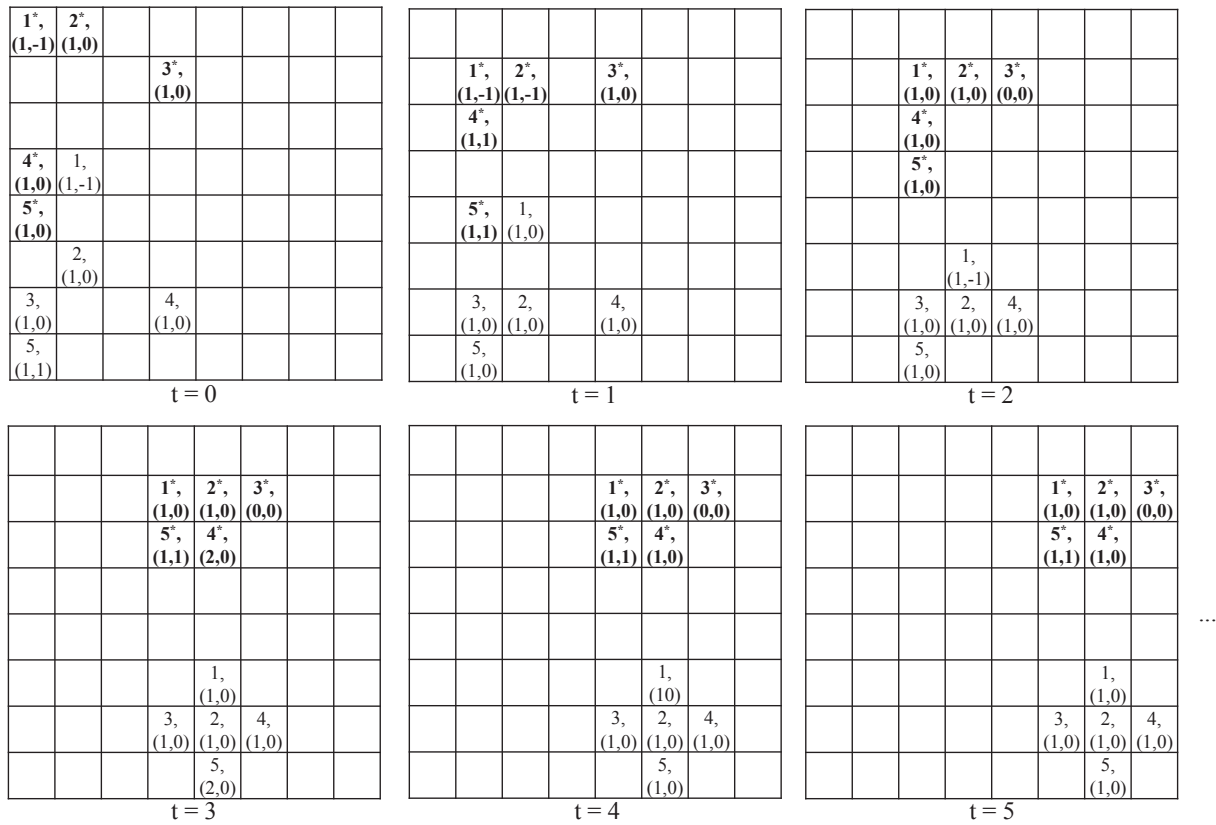 1*, 2*,
(1,-1) (1,0)
3*,
(1,0)
4*, 1,
(1,0) (1,-1)
5*,
(1,0)
2,
(1,0)
3, 4,
(1,0) (1,0)
5,
(1,1)
t = 0
1*, 2*, 3*,
(1,-1) (1,-1) (1,0)
4*,
(1,1)
5*, 1,
(1,1) (1,0)
3, 2, 4,
(1,0) (1,0) (1,0)
5,
(1,0)
t = 1
1*, 2*, 3*,
(1,0) (1,0) (0,0)
4*,
(1,0)
5*,
(1,0)
1,
(1,-1)
3, 2, 4,
(1,0) (1,0) (1,0)
5,
(1,0)
t = 2
1*, 2*, 3*,
(1,0) (1,0) (0,0)
5*, 4*,
(1,1) (2,0)
1,
(1,0)
3, 2, 4,
(1,0) (1,0) (1,0)
5,
(2,0)
t = 3
1*, 2*, 3*,
(1,0) (1,0) (0,0)
5*, 4*,
(1,1) (1,0)
1,
(10)
3, 2, 4,
(1,0) (1,0) (1,0)
5,
(1,0)
t = 4
1*, 2*, 3*,
(1,0) (1,0) (0,0)
5*, 4*,
(1,1) (1,0)
1,
(1,0)
3, 2, 4,
(1,0) (1,0) (1,0)
5,
(1,0)
t = 5
...